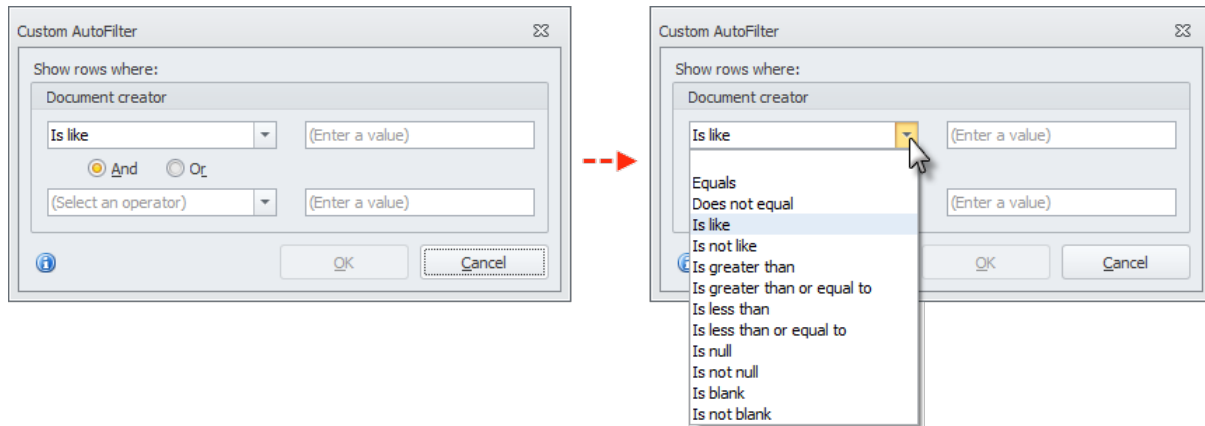 Custom AutoFilter
Show rows where:
Document creator
Is like (Enter a value)
And Or
(Select an operator) (Enter a value)
OK Cancel
Custom AutoFilter
Show rows where:
Document creator
Is like (Enter a value)
Equals
Does not equal (Enter a value)
Is like
Is not like
Is greater than OK Cancel
Is greater than or equal to
Is less than
Is less than or equal to
Is null
Is not null
Is blank
Is not blank